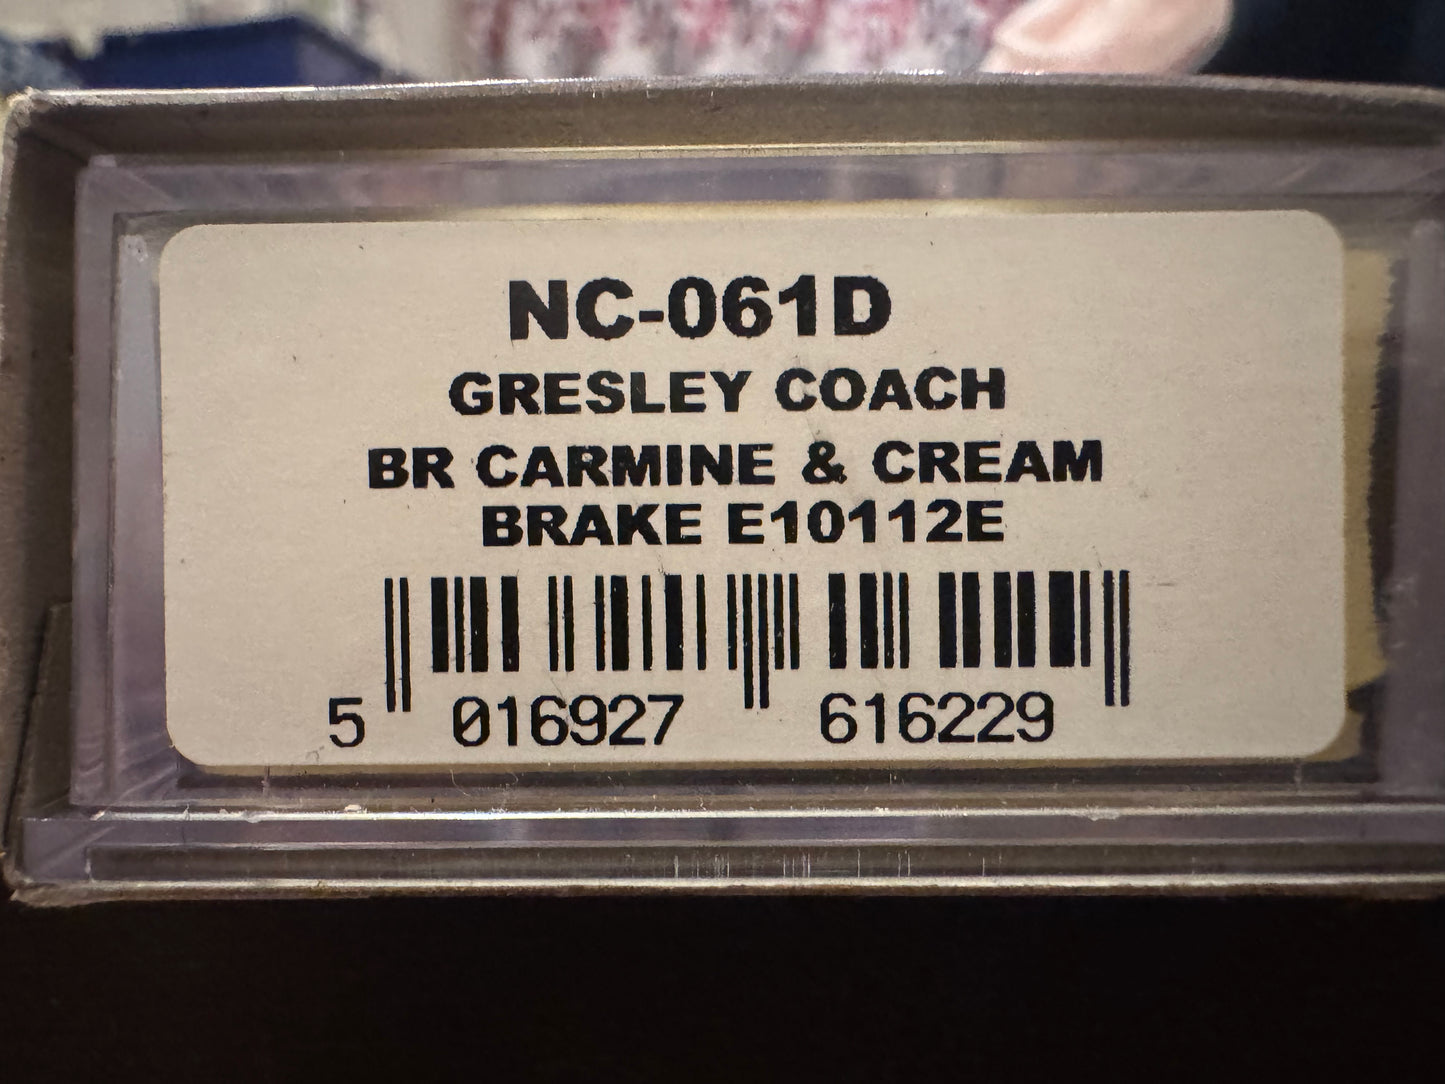 NC-061D
GRESLEY COACH
BR CARMINE & CREAM
BRAKE E10112E
5 016927 616229